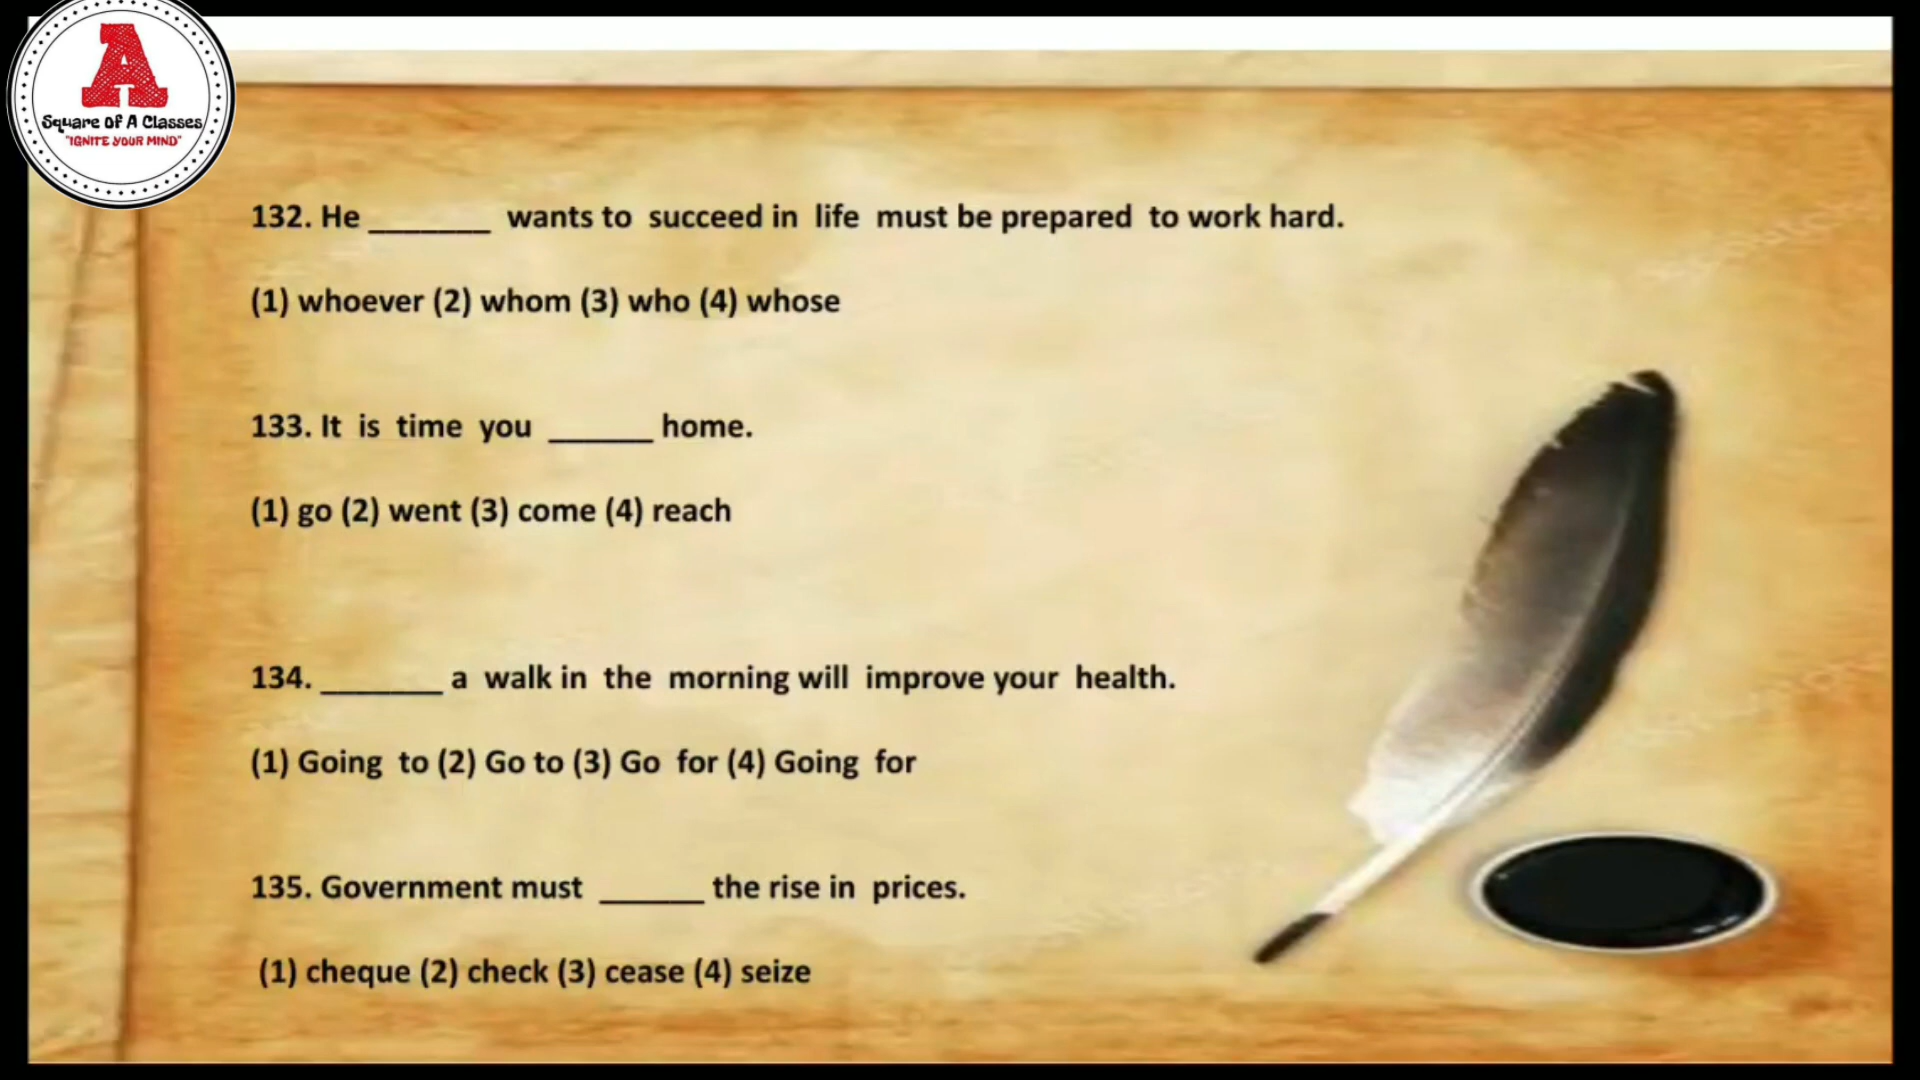 A
Square OF A Classes
"IGNITE YOUR MIND"
132. He _______ wants to succeed in life must be prepared to work hard.
(1) whoever (2) whom (3) who (4) whose
133. It is time you ______ home.
(1) go (2) went (3) come (4) reach
134. _______ a walk in the morning will improve your health.
(1) Going to (2) Go to (3) Go for (4) Going for
135. Government must ______ the rise in prices.
(1) cheque (2) check (3) cease (4) seize